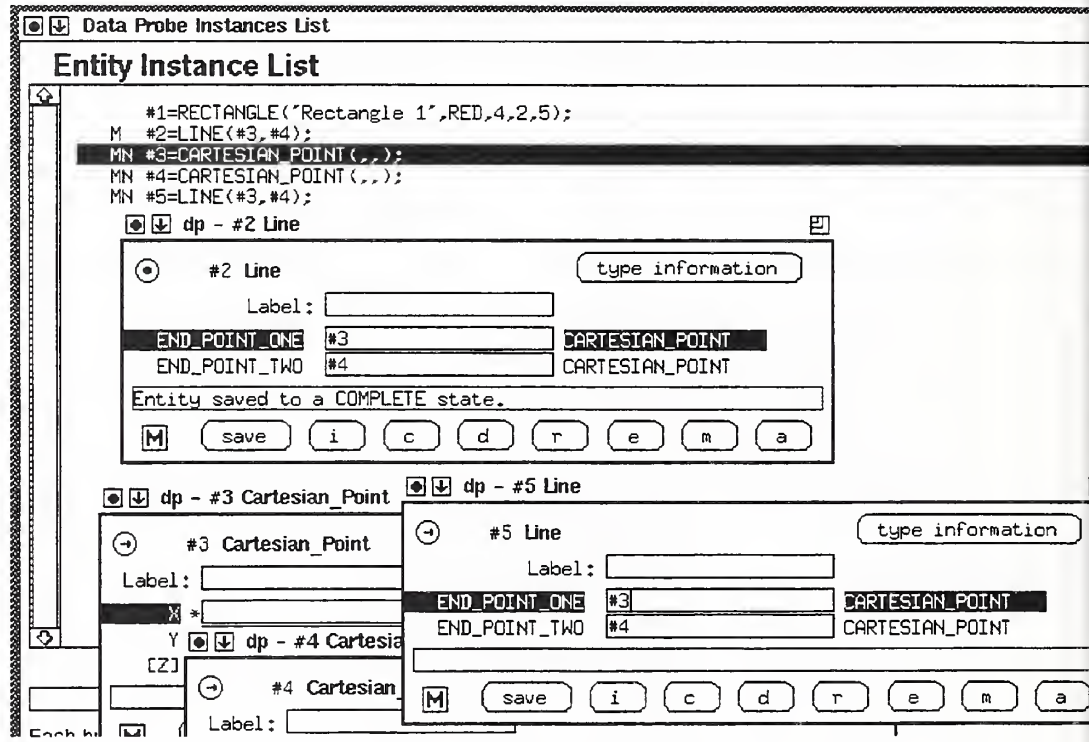 Data Probe Instances List
Entity Instance List
#1=RECTANGLE('Rectangle 1',RED,4,2,5);
M #2=LINE(#3,#4);
MN #3=CARTESIAN_POINT(,,);
MN #4=CARTESIAN_POINT(,,);
MN #5=LINE(#3,#4);
dp - #2 Line
#2 Line type information
Label:
END_POINT_ONE #3 CARTESIAN_POINT
END_POINT_TWO #4 CARTESIAN_POINT
Entity saved to a COMPLETE state.
M save i c d r e m a
dp - #3 Cartesian_Point
#3 Cartesian_Point
Label:
X *
Y
[Z]
dp - #4 Cartesia
#4 Cartesian_
Label:
dp - #5 Line
#5 Line type information
Label:
END_POINT_ONE #3 CARTESIAN_POINT
END_POINT_TWO #4 CARTESIAN_POINT
M save i c d r e m a
Each